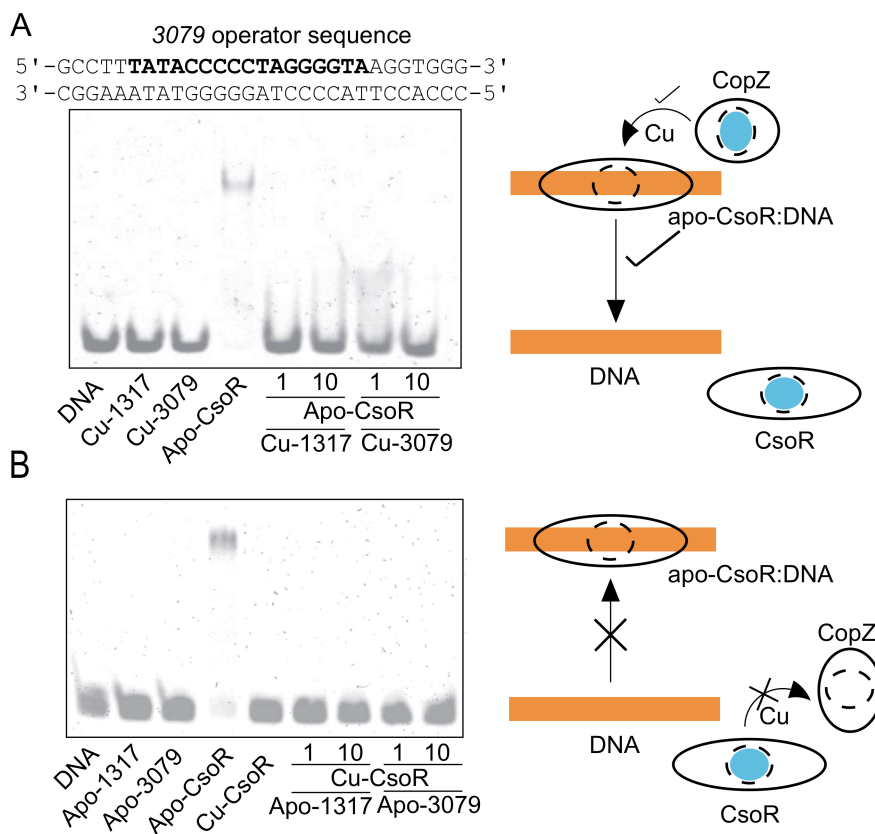 A
3079 operator sequence
5'-GCCTTTATACCCCCTAGGGGTAAGGTGGG-3'
3'-CGGAAATATGGGGGATCCCCATTCCACCC-5'
CopZ
Cu
apo-CsoR:DNA
DNA
CsoR
DNA
Cu-1317
Cu-3079
Apo-CsoR
1 10 1 10
Apo-CsoR
Cu-1317 Cu-3079
B
apo-CsoR:DNA
CopZ
Cu
DNA
CsoR
DNA
Apo-1317
Apo-3079
Apo-CsoR
Cu-CsoR
1 10 1 10
Cu-CsoR
Apo-1317 Apo-3079